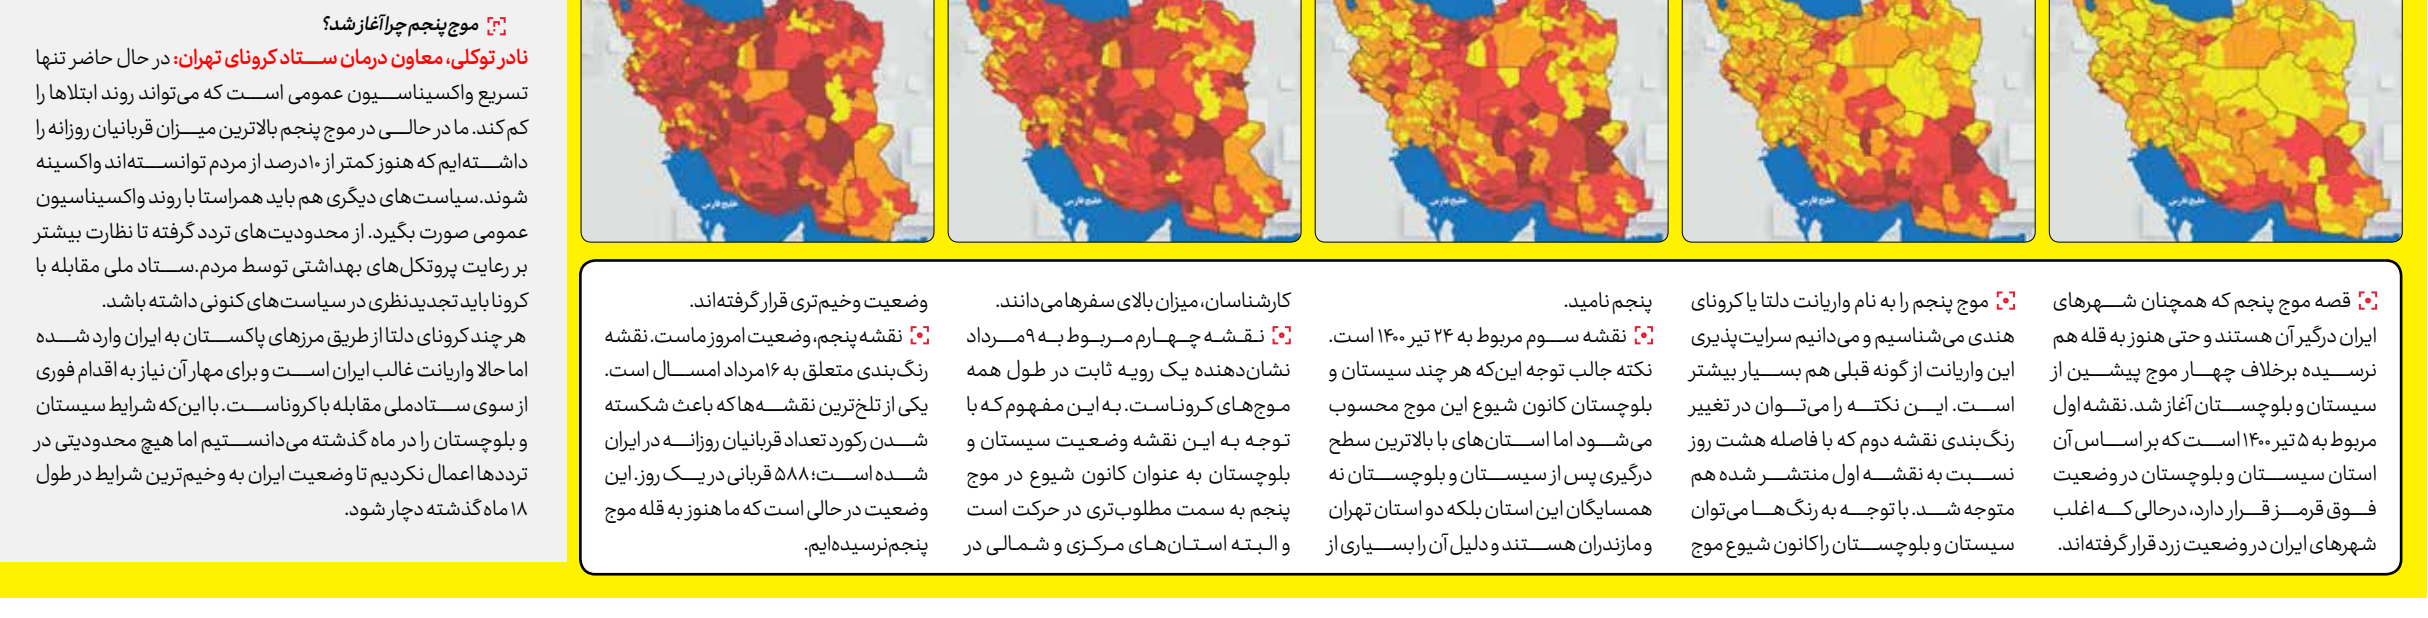 خلیج فارس
خلیج فارس
خلیج فارس
خلیج فارس
خلیج فارس
قصه موج پنجم که همچنان شهرهای
ایران درگیر آن هستند و حتی هنوز به قله هم
نرسیده برخلاف چهار موج پیشین از
سیستان و بلوچستان آغاز شد. نقشه اول
مربوط به ۵ تیر ۱۴۰۰ است که بر اساس آن
استان سیستان و بلوچستان در وضعیت
فوق قرمز قرار دارد، درحالی که اغلب
شهرهای ایران در وضعیت زرد قرار گرفته‌اند.
موج پنجم را به نام واریانت دلتا یا کرونای
هندی می‌شناسیم و می‌دانیم سرایت‌پذیری
این واریانت از گونه قبلی هم بسیار بیشتر
است. این نکته را می‌توان در تغییر
رنگ‌بندی نقشه دوم که با فاصله هشت روز
نسبت به نقشه اول منتشر شده هم
متوجه شد. با توجه به رنگ‌ها می‌توان
سیستان و بلوچستان را کانون شیوع موج
پنجم نامید.
نقشه سوم مربوط به ۲۴ تیر ۱۴۰۰ است.
نکته جالب توجه این‌که هر چند سیستان و
بلوچستان کانون شیوع این موج محسوب
می‌شود اما استان‌های با بالاترین سطح
درگیری پس از سیستان و بلوچستان نه
همسایگان این استان بلکه دو استان تهران
و مازندران هستند و دلیل آن را بسیاری از
کارشناسان، میزان بالای سفرها می‌دانند.
نقشه چهارم مربوط به ۹ مرداد
نشان‌دهنده یک رویه ثابت در طول همه
موج‌های کروناست. به این مفهوم که با
توجه به این نقشه وضعیت سیستان و
بلوچستان به عنوان کانون شیوع در موج
پنجم به سمت مطلوب‌تری در حرکت است
و البته استان‌های مرکزی و شمالی در
وضعیت وخیم‌تری قرار گرفته‌اند.
نقشه پنجم، وضعیت امروز ماست. نقشه
رنگ‌بندی متعلق به ۱۶ مرداد امسال است.
یکی از تلخ‌ترین نقشه‌ها که باعث شکسته
شدن رکورد تعداد قربانیان روزانه در ایران
شده است؛ ۵۸۸ قربانی در یک روز. این
وضعیت در حالی است که ما هنوز به قله موج
پنجم نرسیده‌ایم.
موج پنجم چرا آغاز شد؟
نادر توکلی، معاون درمان ستاد کرونای تهران: در حال حاضر تنها
تسریع واکسیناسیون عمومی است که می‌تواند روند ابتلاها را
کم کند. ما در حالی در موج پنجم بالاترین میزان قربانیان روزانه را
داشته‌ایم که هنوز کمتر از ۱۰ درصد از مردم توانسته‌اند واکسینه
شوند.سیاست‌های دیگری هم باید همراستا با روند واکسیناسیون
عمومی صورت بگیرد. از محدودیت‌های تردد گرفته تا نظارت بیشتر
بر رعایت پروتکل‌های بهداشتی توسط مردم.ستاد ملی مقابله با
کرونا باید تجدیدنظری در سیاست‌های کنونی داشته باشد.
هر چند کرونای دلتا از طریق مرزهای پاکستان به ایران وارد شده
اما حالا واریانت غالب ایران است و برای مهار آن نیاز به اقدام فوری
از سوی ستادملی مقابله با کروناست. با این‌که شرایط سیستان
و بلوچستان را در ماه گذشته می‌دانستیم اما هیچ محدودیتی در
ترددها اعمال نکردیم تا وضعیت ایران به وخیم‌ترین شرایط در طول
۱۸ ماه گذشته دچار شود.